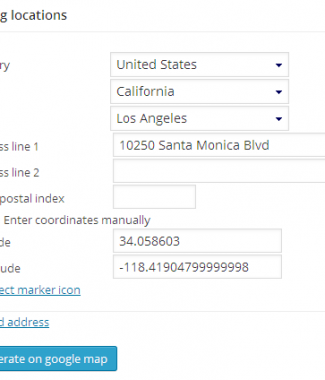 g locations
ry United States
California
Los Angeles
ss line 1 10250 Santa Monica Blvd
ss line 2
postal index
Enter coordinates manually
de 34.058603
ude -118.41904799999998
ect marker icon
d address
erate on google map